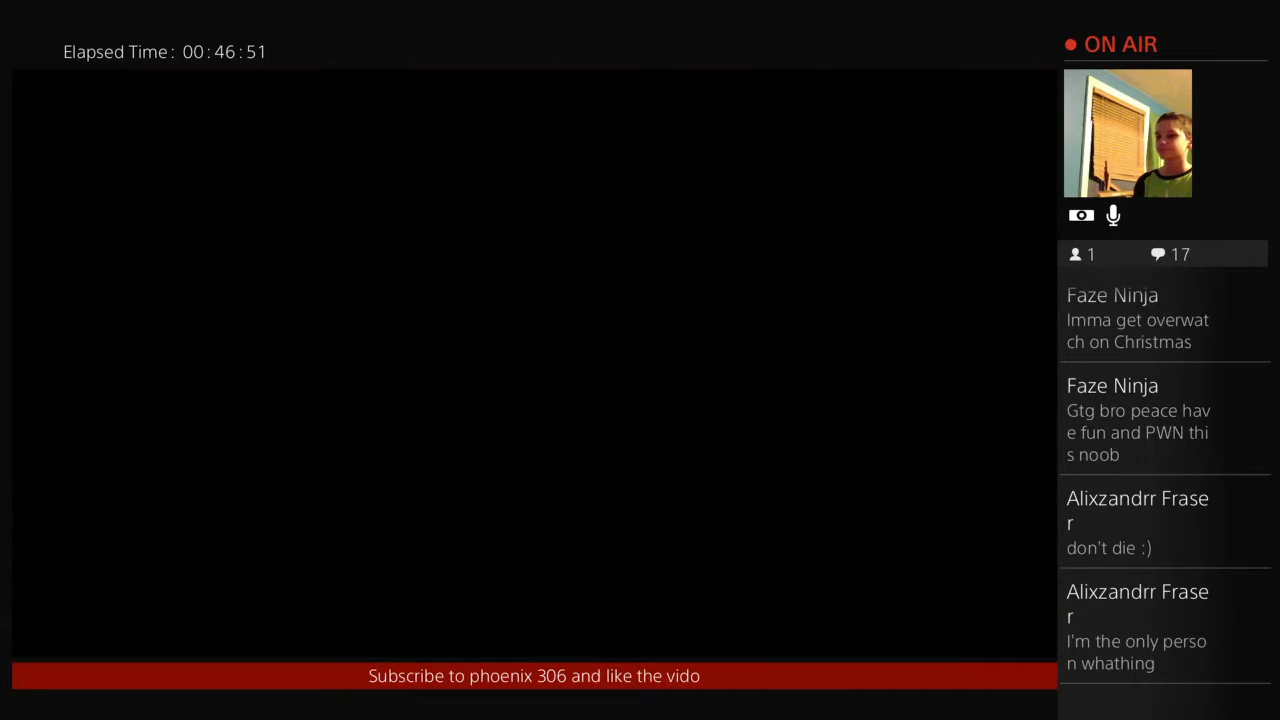 Elapsed Time: 00:46:51
ON AIR
1 17
Faze Ninja
Imma get overwat
ch on Christmas
Faze Ninja
Gtg bro peace hav
e fun and PWN thi
s noob
Alixzandrr Frase
r
don't die :)
Alixzandrr Frase
r
I'm the only perso
n whathing
Subscribe to phoenix 306 and like the vido